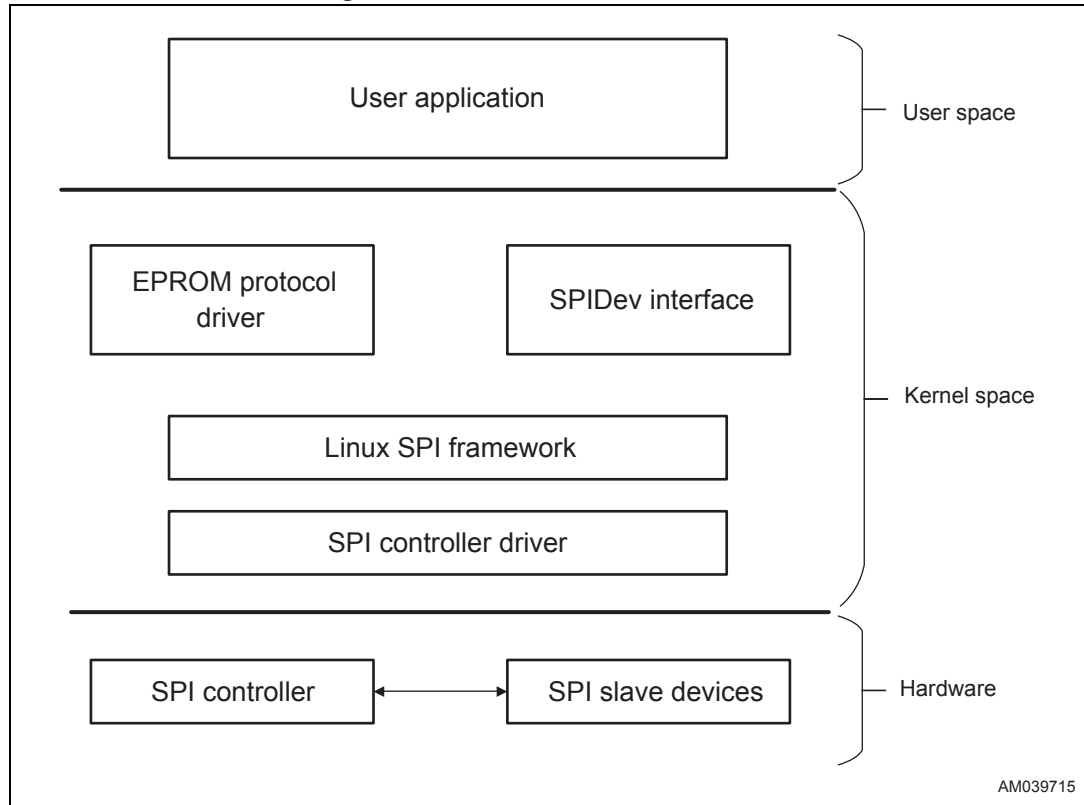 User application
User space
EPROM protocol
driver
SPIDev interface
Kernel space
Linux SPI framework
SPI controller driver
SPI controller
SPI slave devices
Hardware
AM039715